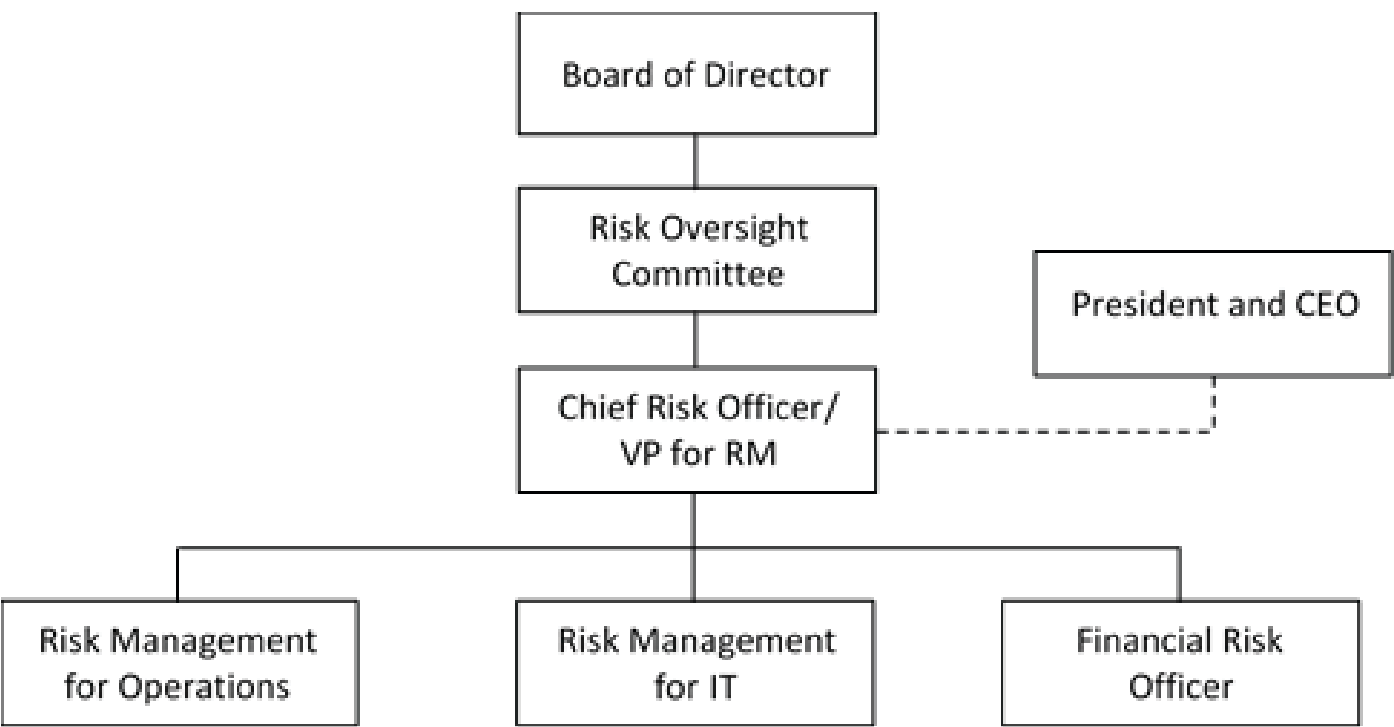 Board of Director
Risk Oversight
Committee
President and CEO
Chief Risk Officer/
VP for RM
Risk Management
for Operations
Risk Management
for IT
Financial Risk
Officer